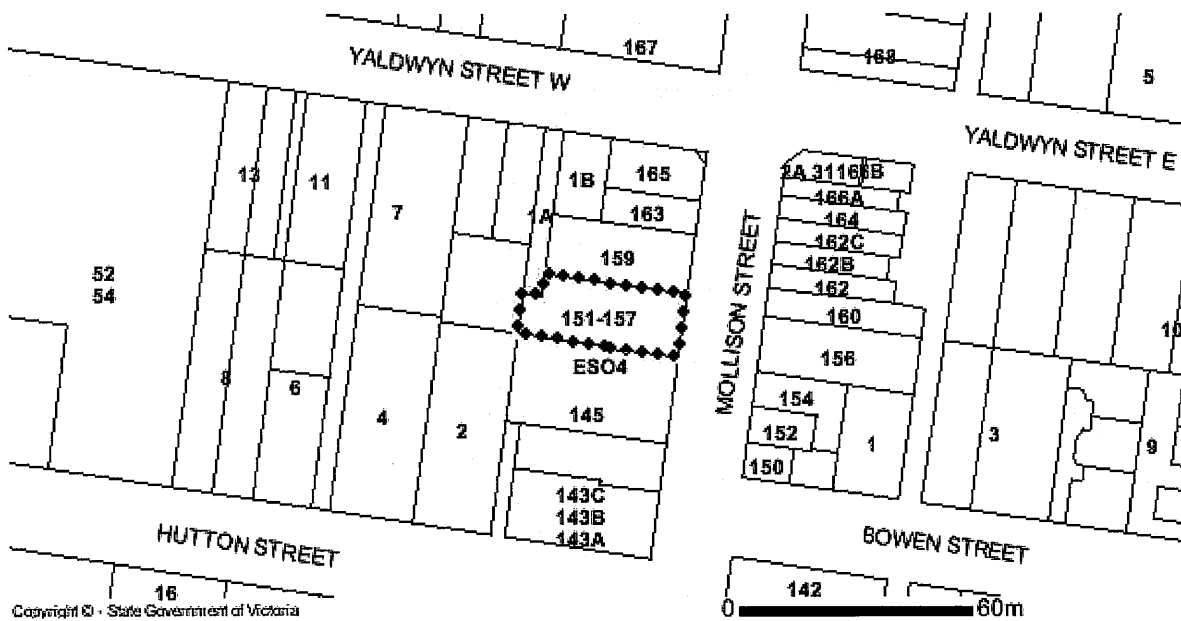 167
168
5
YALDWYN STREET W
YALDWYN STREET E
13
11
7
1B
165
163
1A
159
166A
164
162C
162B
162
160
156
52
54
151-157
ESO4
MOLLISON STREET
10
8
6
4
2
145
154
152
150
1
3
9
143C
143B
143A
HUTTON STREET
BOWEN STREET
16
142
Copyright © - State Government of Victoria
0 60m